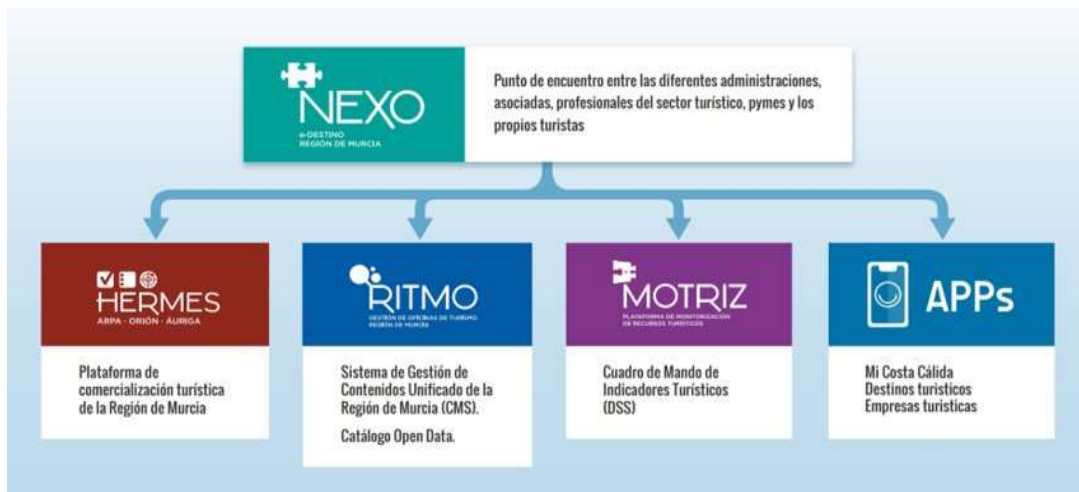 NEXO
e-DESTINO
REGIÓN DE MURCIA
Punto de encuentro entre las diferentes administraciones,
asociadas, profesionales del sector turístico, pymes y los
propios turistas
HERMES
ARPA · ORIÓN · ÁURIGA
Plataforma de
comercialización turística
de la Región de Murcia
RITMO
GESTIÓN DE OFICINAS DE TURISMO
REGIÓN DE MURCIA
Sistema de Gestión de
Contenidos Unificado de la
Región de Murcia (CMS).
Catálogo Open Data.
MOTRIZ
PLATAFORMA DE MONITORIZACIÓN
DE RECURSOS TURÍSTICOS
Cuadro de Mando de
Indicadores Turísticos
(DSS)
APPs
Mi Costa Cálida
Destinos turisticos
Empresas turisticas